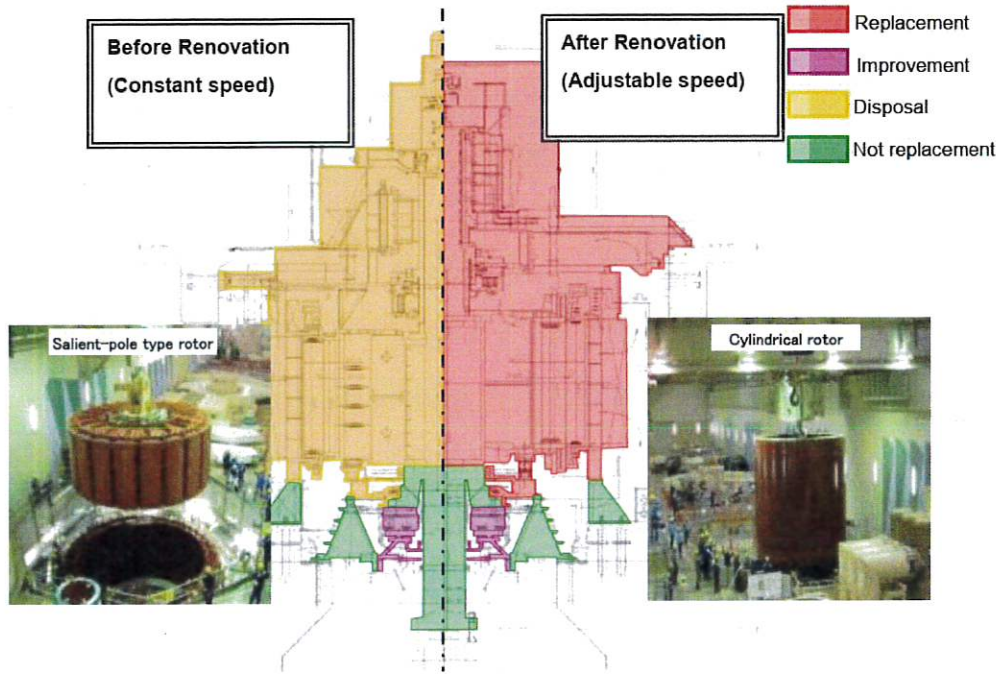 Before Renovation
(Constant speed)
After Renovation
(Adjustable speed)
Replacement
Improvement
Disposal
Not replacement
Salient-pole type rotor
Cylindrical rotor